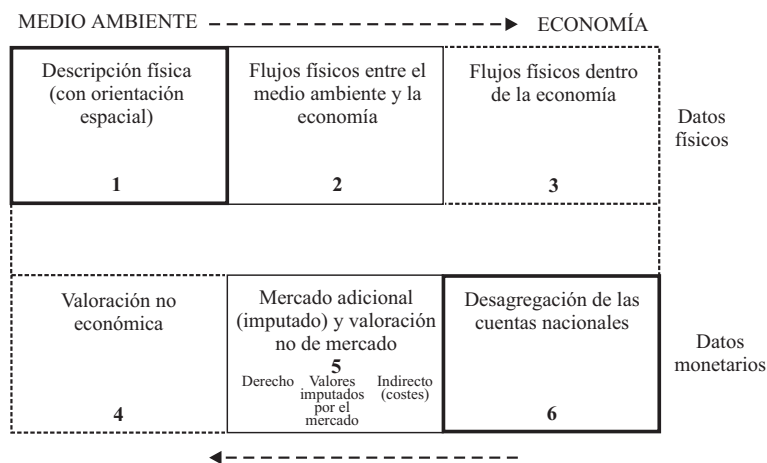 MEDIO AMBIENTE
ECONOMÍA
Descripción física
(con orientación
espacial)
1
Flujos físicos entre el
medio ambiente y la
economía
2
Flujos físicos dentro
de la economía
3
Datos
físicos
Valoración no
económica
4
Mercado adicional
(imputado) y valoración
no de mercado
5
Derecho
Valores
imputados
por el
mercado
Indirecto
(costes)
Desagregación de las
cuentas nacionales
6
Datos
monetarios